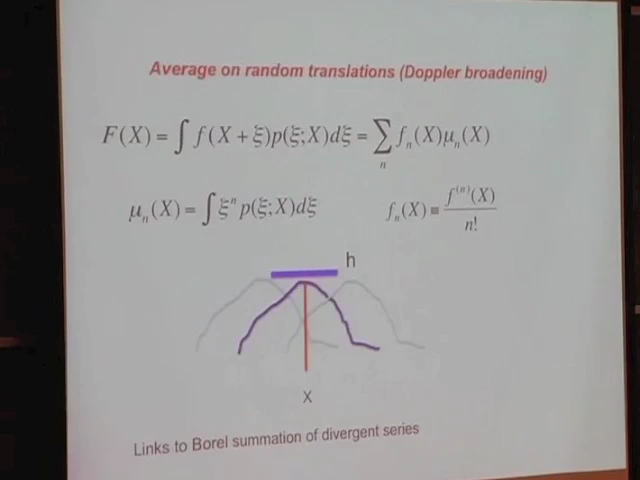 Average on random translations (Doppler broadening)
F(X) = ∫ f(X + ξ)p(ξ;X)dξ = ∑ₙ fₙ(X)μₙ(X)
μₙ(X) = ∫ ξⁿ p(ξ;X)dξ    fₙ(X) ≡ f⁽ⁿ⁾(X) / n!
h
X
Links to Borel summation of divergent series